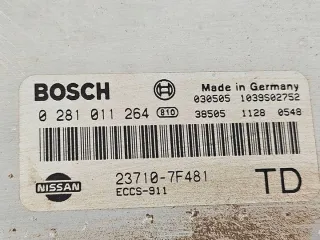 BOSCH Made in Germany
030505 1039S02752
0 281 011 264 810 38505 1128 0548
NISSAN 23710-7F481 TD
ECCS-911